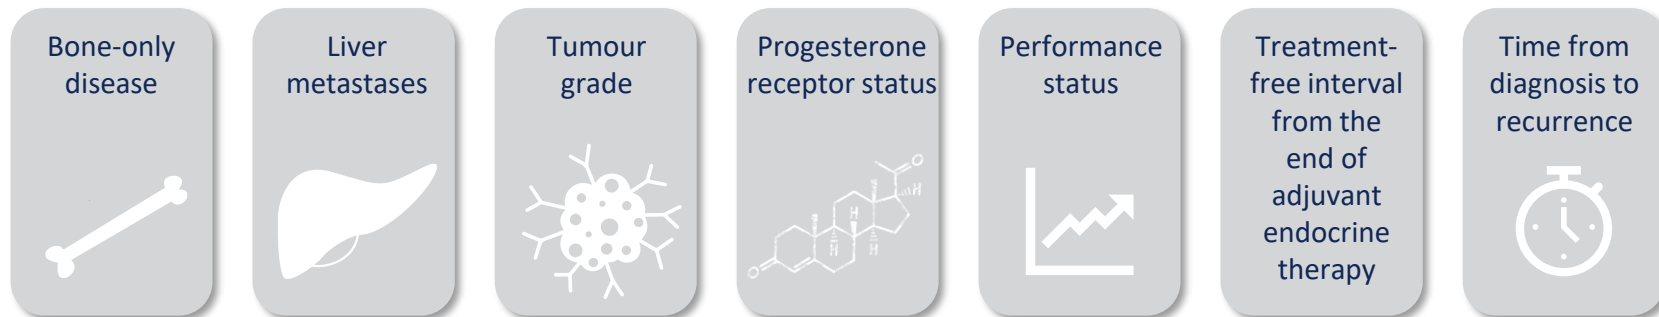 Bone-only
disease
Liver
metastases
Tumour
grade
Progesterone
receptor status
O
O
H
H
H
H
Performance
status
Treatment-
free interval
from the
end of
adjuvant
endocrine
therapy
Time from
diagnosis to
recurrence